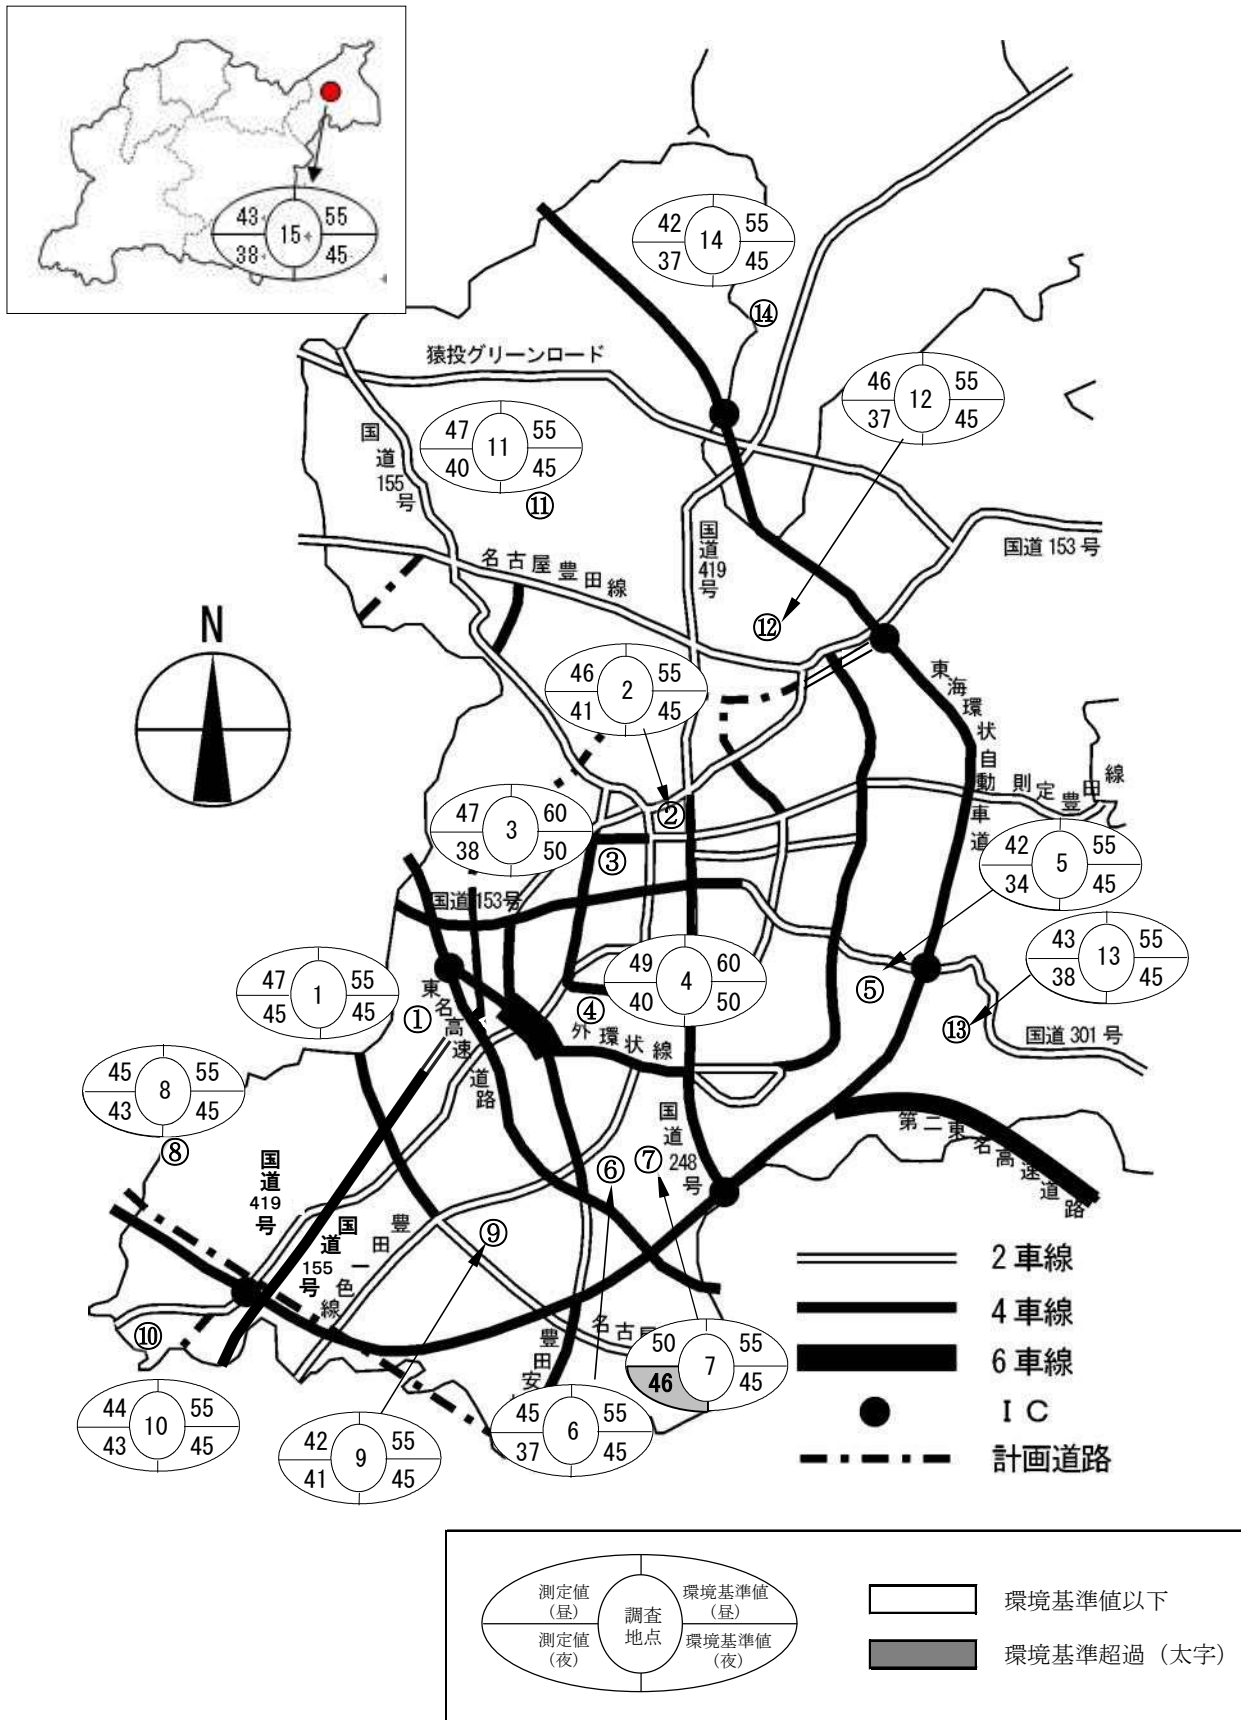 43 55
15
38 45
42 55
14
37 45
⑭
猿投グリーンロード
46 55
12
37 45
47 55
11
40 45
⑪
国道155号
国道419号
国道153号
名古屋豊田線
⑫
N
46 55
2
41 45
東海環状自動車道
則定豊田線
②
47 60
3
38 50
③
42 55
5
34 45
国道153号
43 55
13
38 45
49 60
4
40 50
47 55
1
45 45
①
東名高速道路
④
外環状線
⑤
⑬
国道301号
45 55
8
43 45
⑧
国道248号
第二東名高速道路
国道419号
⑥
⑦
国道155号
豊田一色線
⑨
2車線
4車線
6車線
IC
計画道路
⑩
名古屋
豊田安
50 55
7
46 45
44 55
10
43 45
42 55
9
41 45
45 55
6
37 45
測定値(昼)
環境基準値(昼)
調査地点
測定値(夜)
環境基準値(夜)
環境基準値以下
環境基準超過（太字）